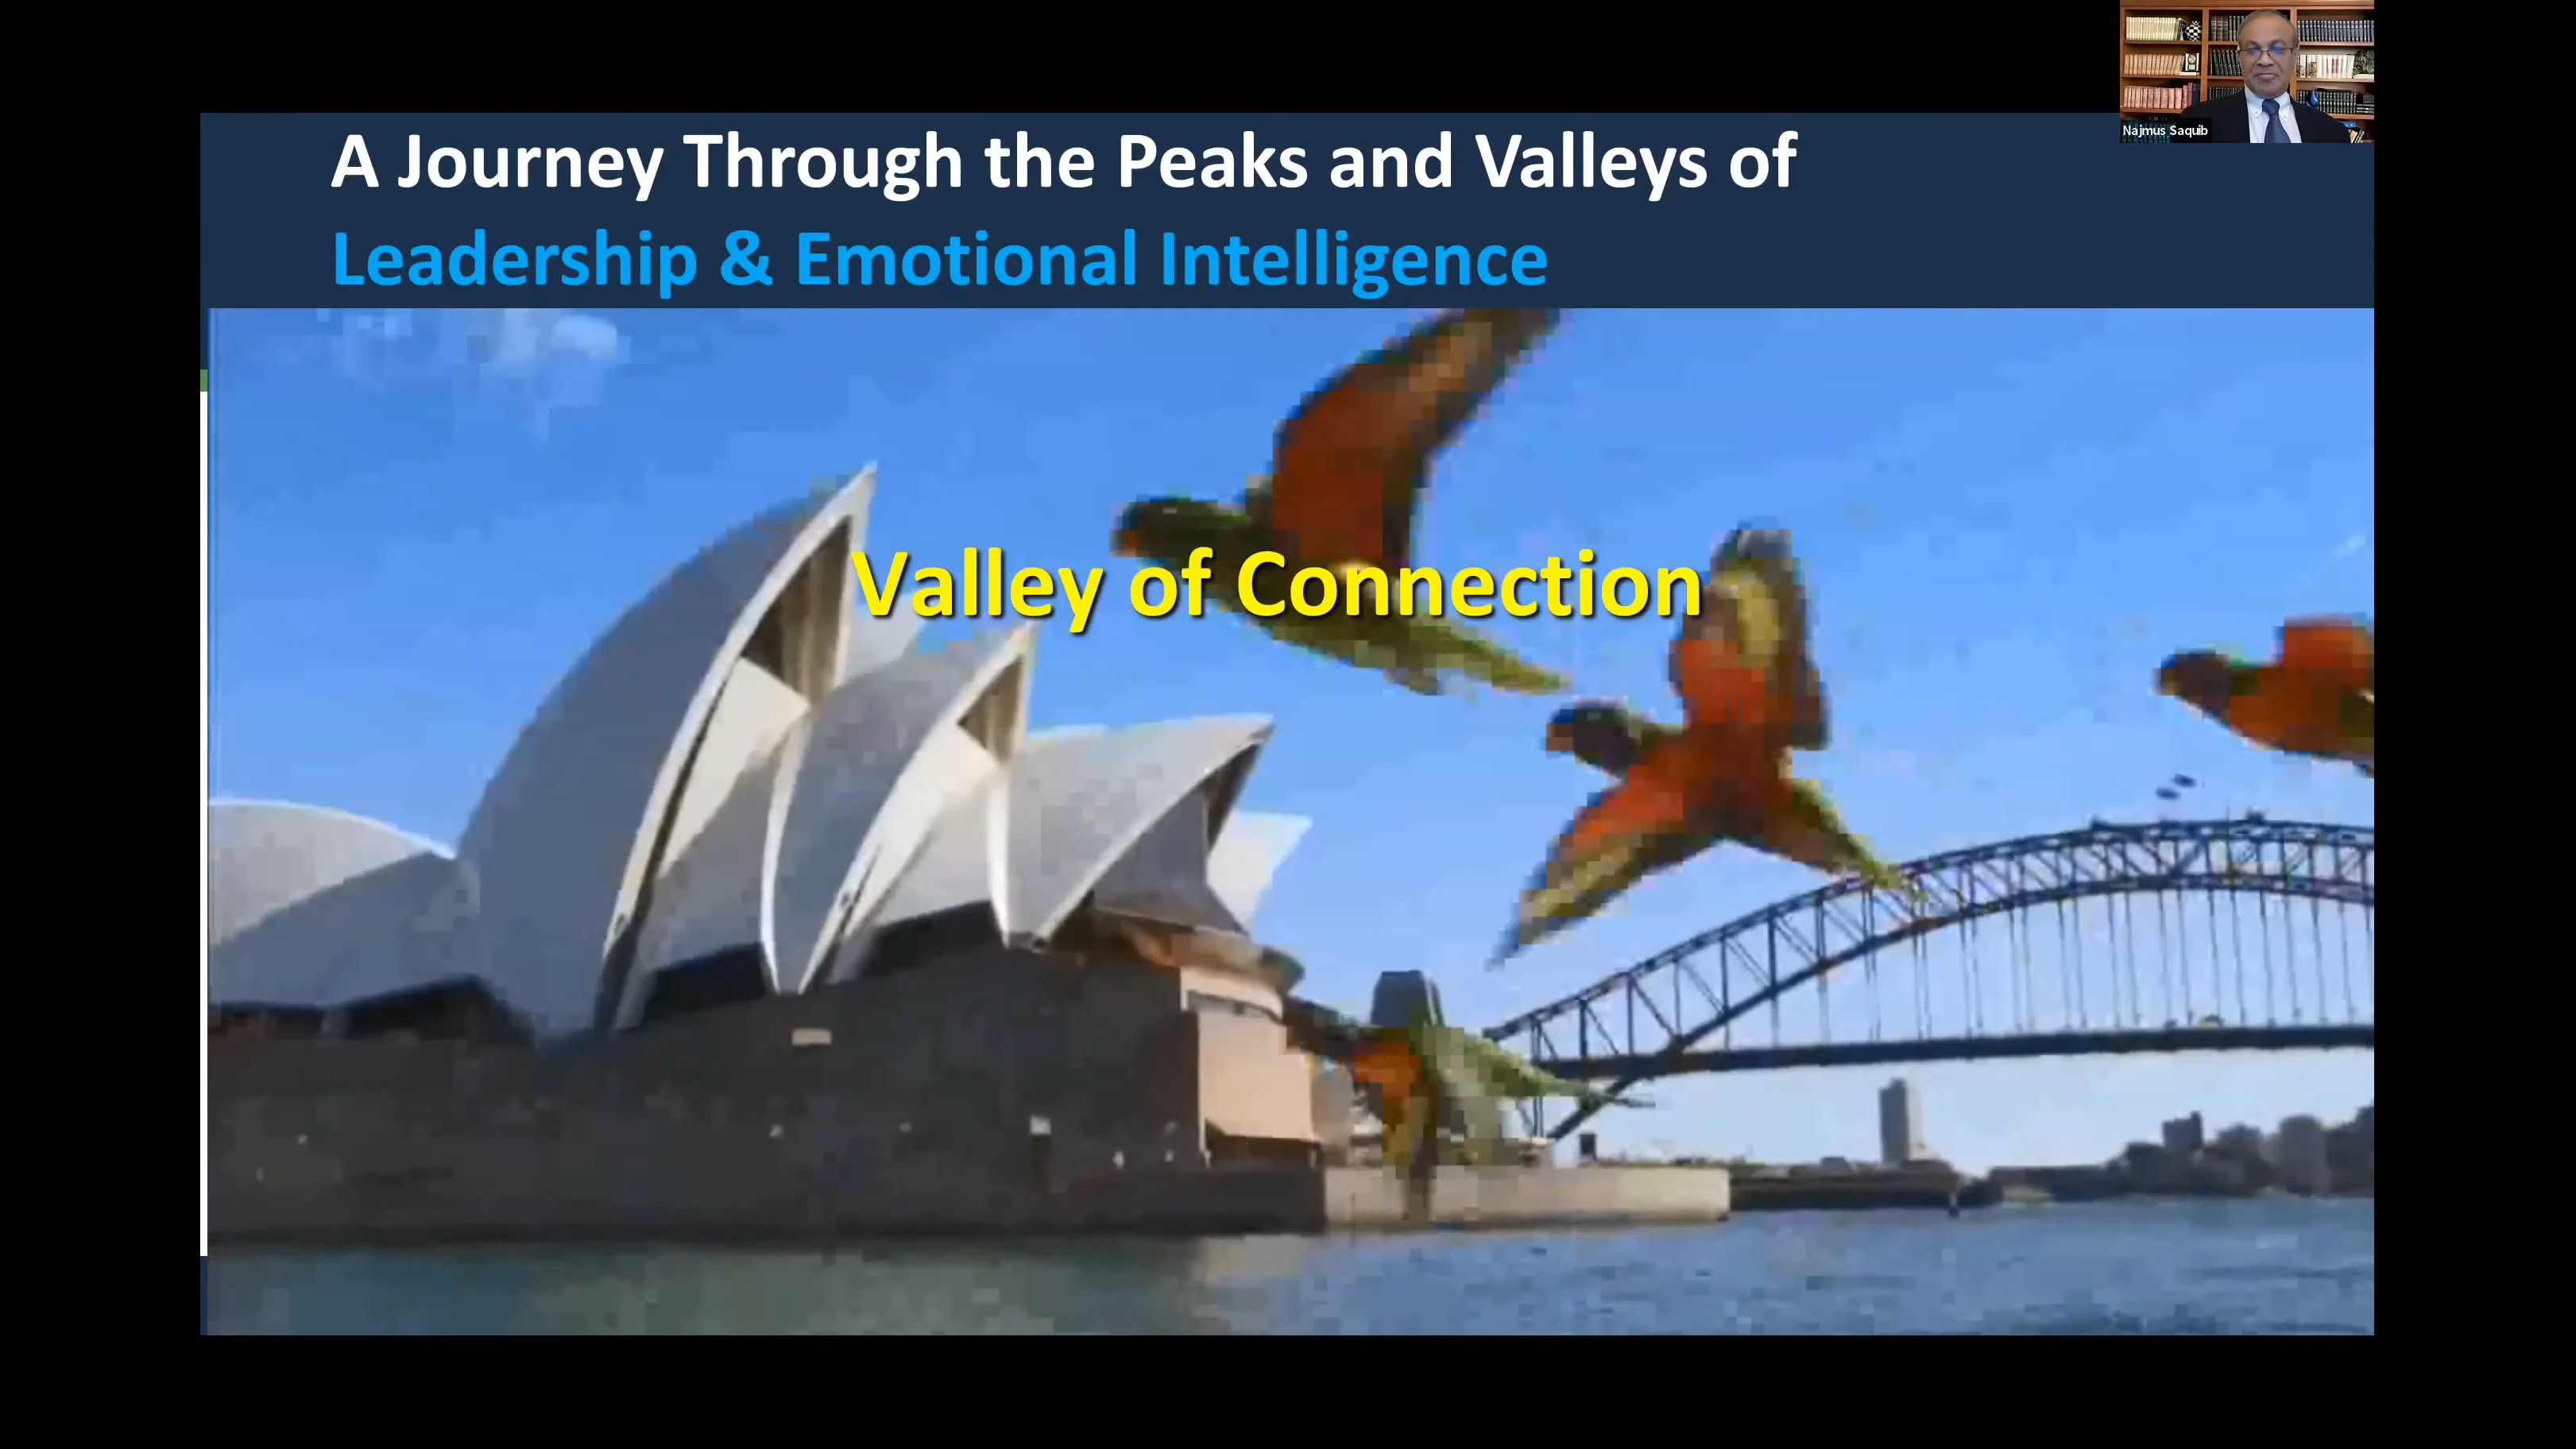 Najmus Saquib
A Journey Through the Peaks and Valleys of
Leadership & Emotional Intelligence
Valley of Connection